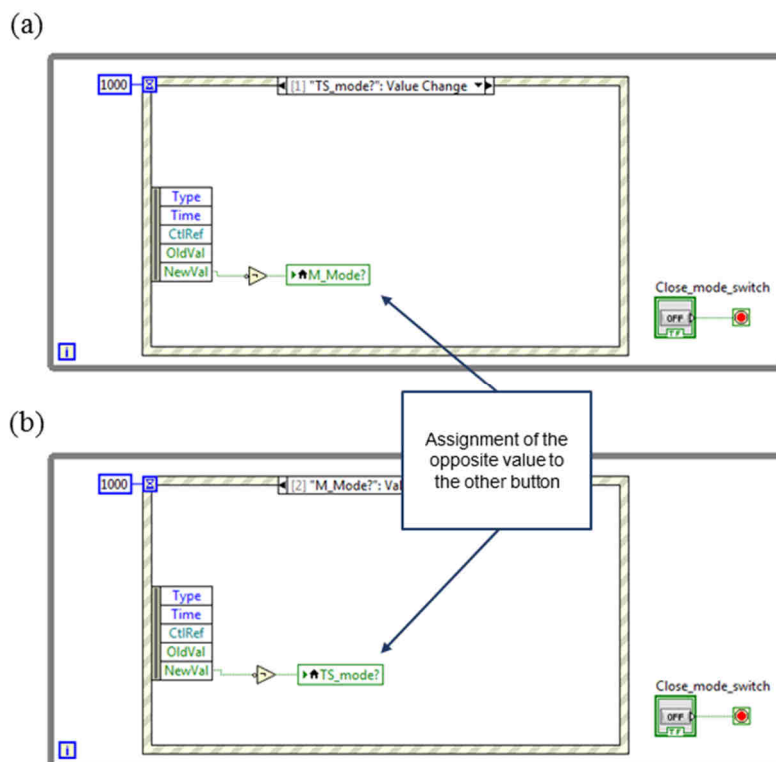 (a)
1000
[1] "TS_mode?": Value Change
Type
Time
CtlRef
OldVal
NewVal
M_Mode?
Close_mode_switch
OFF
TF
i
Assignment of the
opposite value to
the other button
(b)
1000
[2] "M_Mode?": Val
Type
Time
CtlRef
OldVal
NewVal
TS_mode?
Close_mode_switch
OFF
TF
i